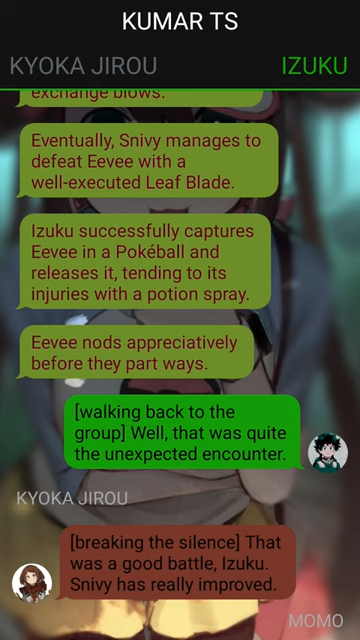 KUMAR TS
KYOKA JIROU
IZUKU
exchange blows.
Eventually, Snivy manages to
defeat Eevee with a
well-executed Leaf Blade.
Izuku successfully captures
Eevee in a Pokéball and
releases it, tending to its
injuries with a potion spray.
Eevee nods appreciatively
before they part ways.
[walking back to the
group] Well, that was quite
the unexpected encounter.
KYOKA JIROU
[breaking the silence] That
was a good battle, Izuku.
Snivy has really improved.
MOMO